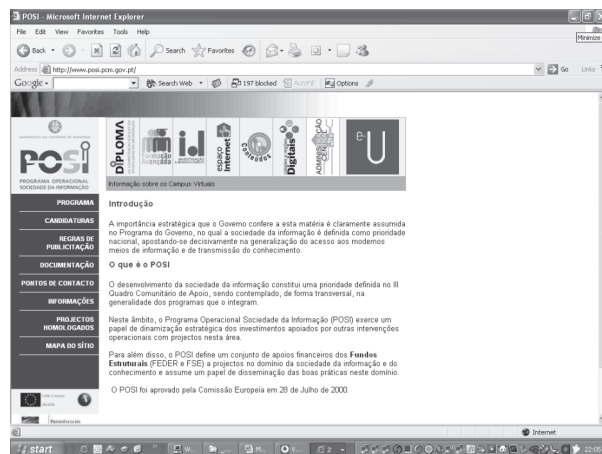 POSI - Microsoft Internet Explorer
File Edit View Favorites Tools Help
Minimize
Back Search Favorites
Address http://www.posi.pcm.gov.pt/ Go Links
Google Search Web 197 blocked AutoFill Options
POSI
PROGRAMA OPERACIONAL
SOCIEDADE DA INFORMAÇÃO
DiPLOMA
Formação
Avançada
i.d
espaço
Internet
Conteúdos
Digitais
e-U
Informação sobre os Campus Virtuais
PROGRAMA
CANDIDATURAS
REGRAS DE
PUBLICITAÇÃO
DOCUMENTAÇÃO
PONTOS DE CONTACTO
INFORMAÇÕES
PROJECTOS
HOMOLOGADOS
MAPA DO SÍTIO
Introdução
A importância estratégica que o Governo confere a esta matéria é claramente assumida
no Programa do Governo, no qual a sociedade da informação é definida como prioridade
nacional, apostando-se decisivamente na generalização do acesso aos modernos
meios de informação e de transmissão do conhecimento.
O que é o POSI
O desenvolvimento da sociedade da informação constitui uma prioridade definida no III
Quadro Comunitário de Apoio, sendo contemplado, de forma transversal, na
generalidade dos programas que o integram.
Neste âmbito, o Programa Operacional Sociedade da Informação (POSI) exerce um
papel de dinamização estratégica dos investimentos apoiados por outras intervenções
operacionais com projectos nesta área.
Para além disso, o POSI define um conjunto de apoios financeiros dos Fundos
Estruturais (FEDER e FSE) a projectos no domínio da sociedade da informação e do
conhecimento e assume um papel de disseminação das boas práticas neste domínio.
O POSI foi aprovado pela Comissão Europeia em 28 de Julho de 2000.
Internet
start
22:05